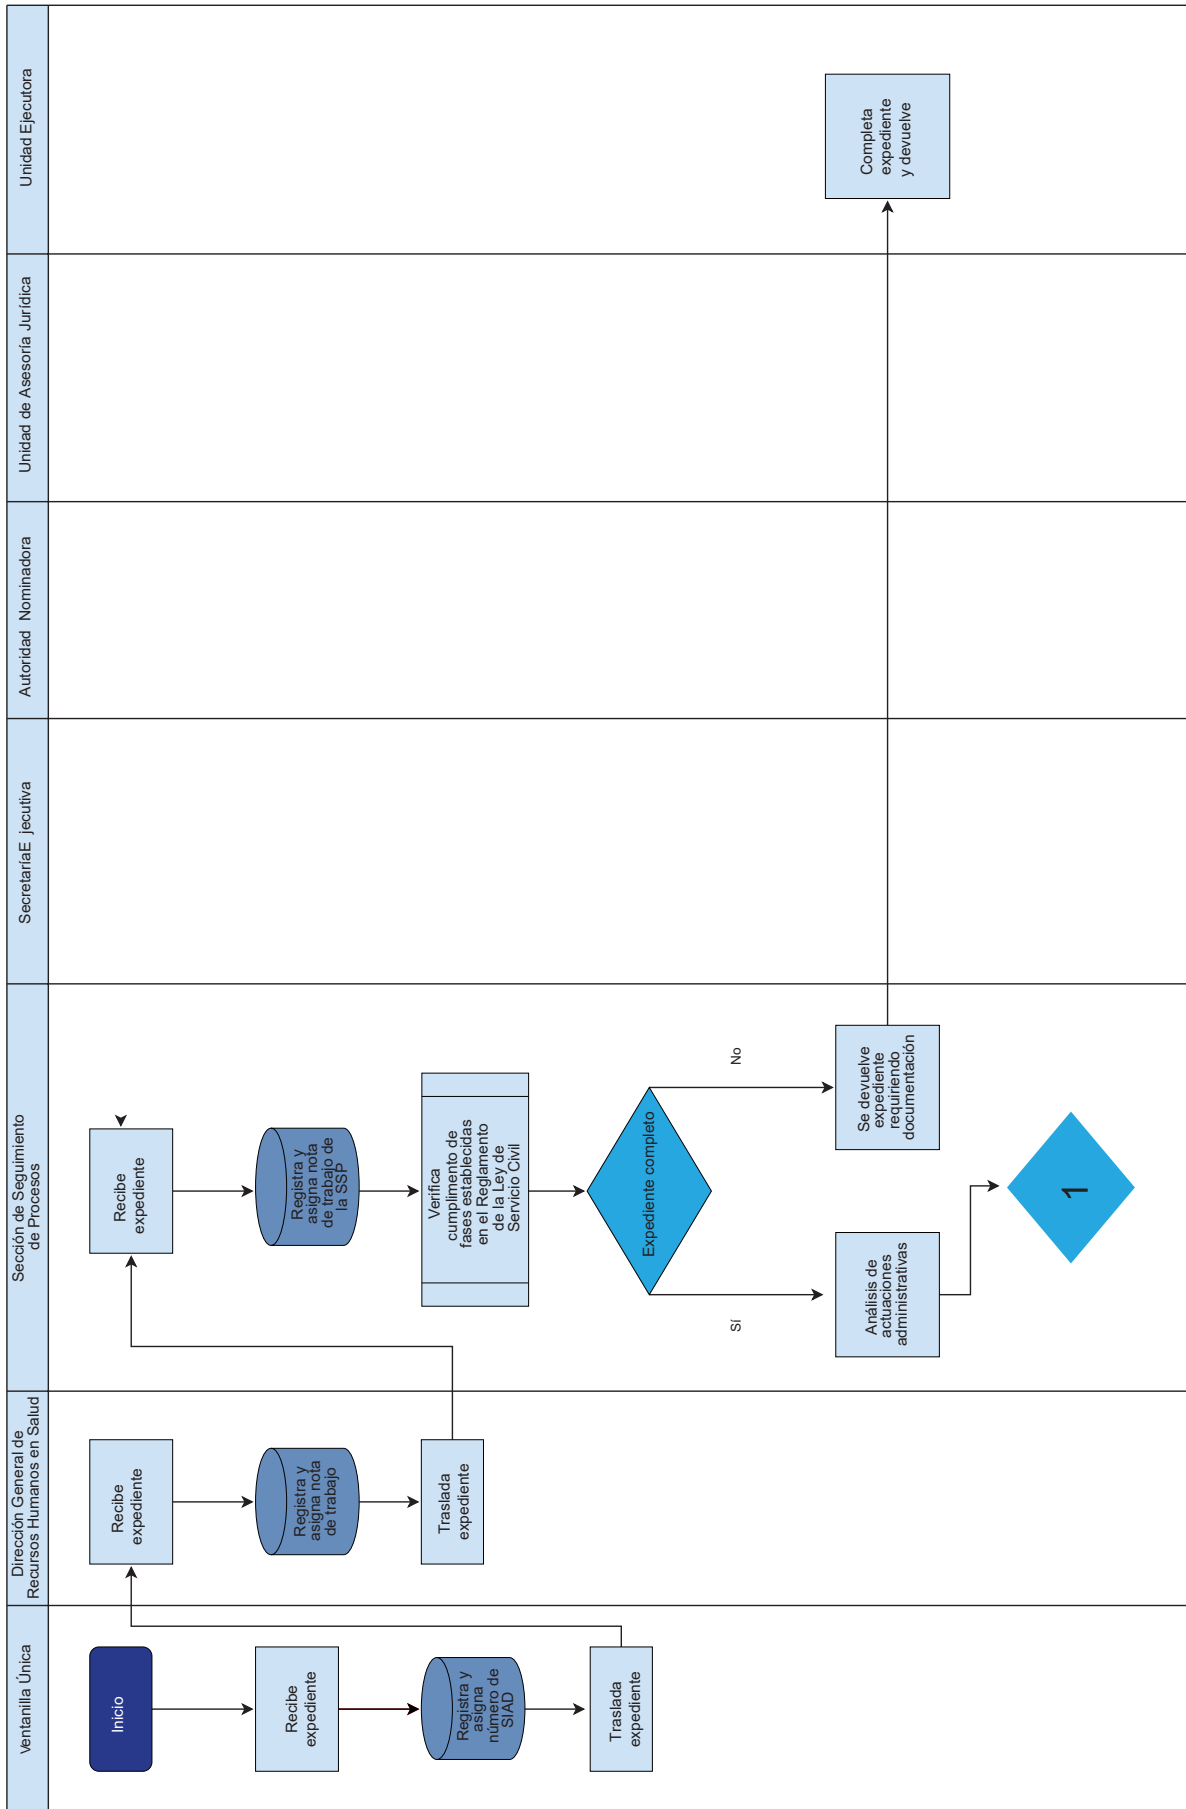 Ventanilla Única
Dirección General de
Recursos Humanos en Salud
Sección de Seguimiento
de Procesos
SecretaríaE jecutiva
Autoridad Nominadora
Unidad de Asesoría Jurídica
Unidad Ejecutora
Inicio
Recibe
expediente
Registra y
asigna
número de
SIAD
Traslada
expediente
Recibe
expediente
Registra y
asigna nota
de trabajo
Traslada
expediente
Recibe
expediente
Registra y
asigna nota
de trabajo de
la SSP
Verifica
cumplimento de
fases establecidas
en el Reglamento
de la Ley de
Servicio Civil
Expediente completo
Sí
No
Análisis de
actuaciones
administrativas
Se devuelve
expediente
requiriendo
documentación
1
Completa
expediente
y devuelve